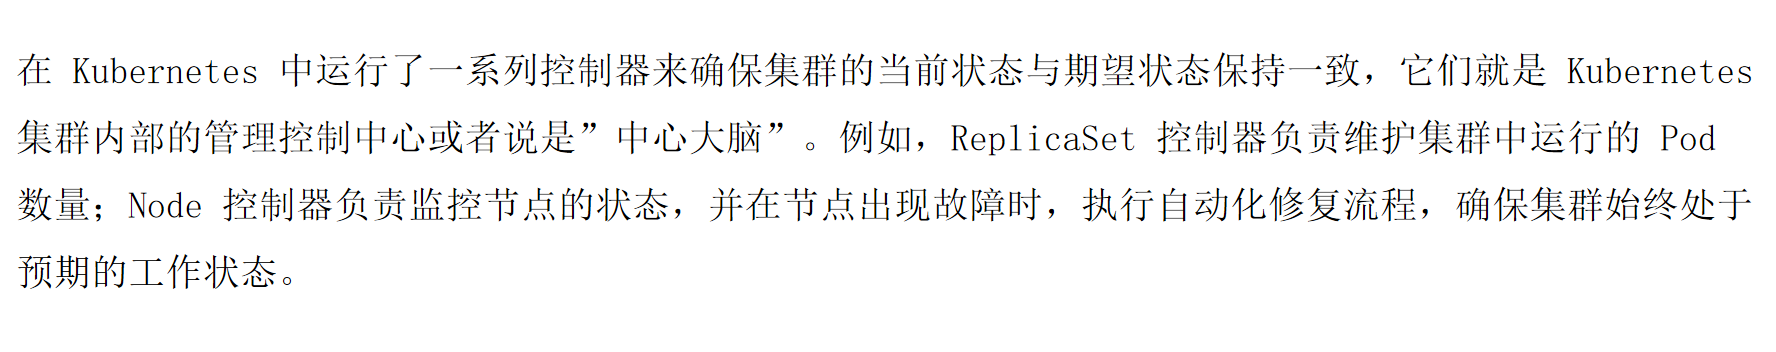 在 Kubernetes 中运行了一系列控制器来确保集群的当前状态与期望状态保持一致，它们就是 Kubernetes
集群内部的管理控制中心或者说是”中心大脑”。例如，ReplicaSet 控制器负责维护集群中运行的 Pod
数量；Node 控制器负责监控节点的状态，并在节点出现故障时，执行自动化修复流程，确保集群始终处于
预期的工作状态。